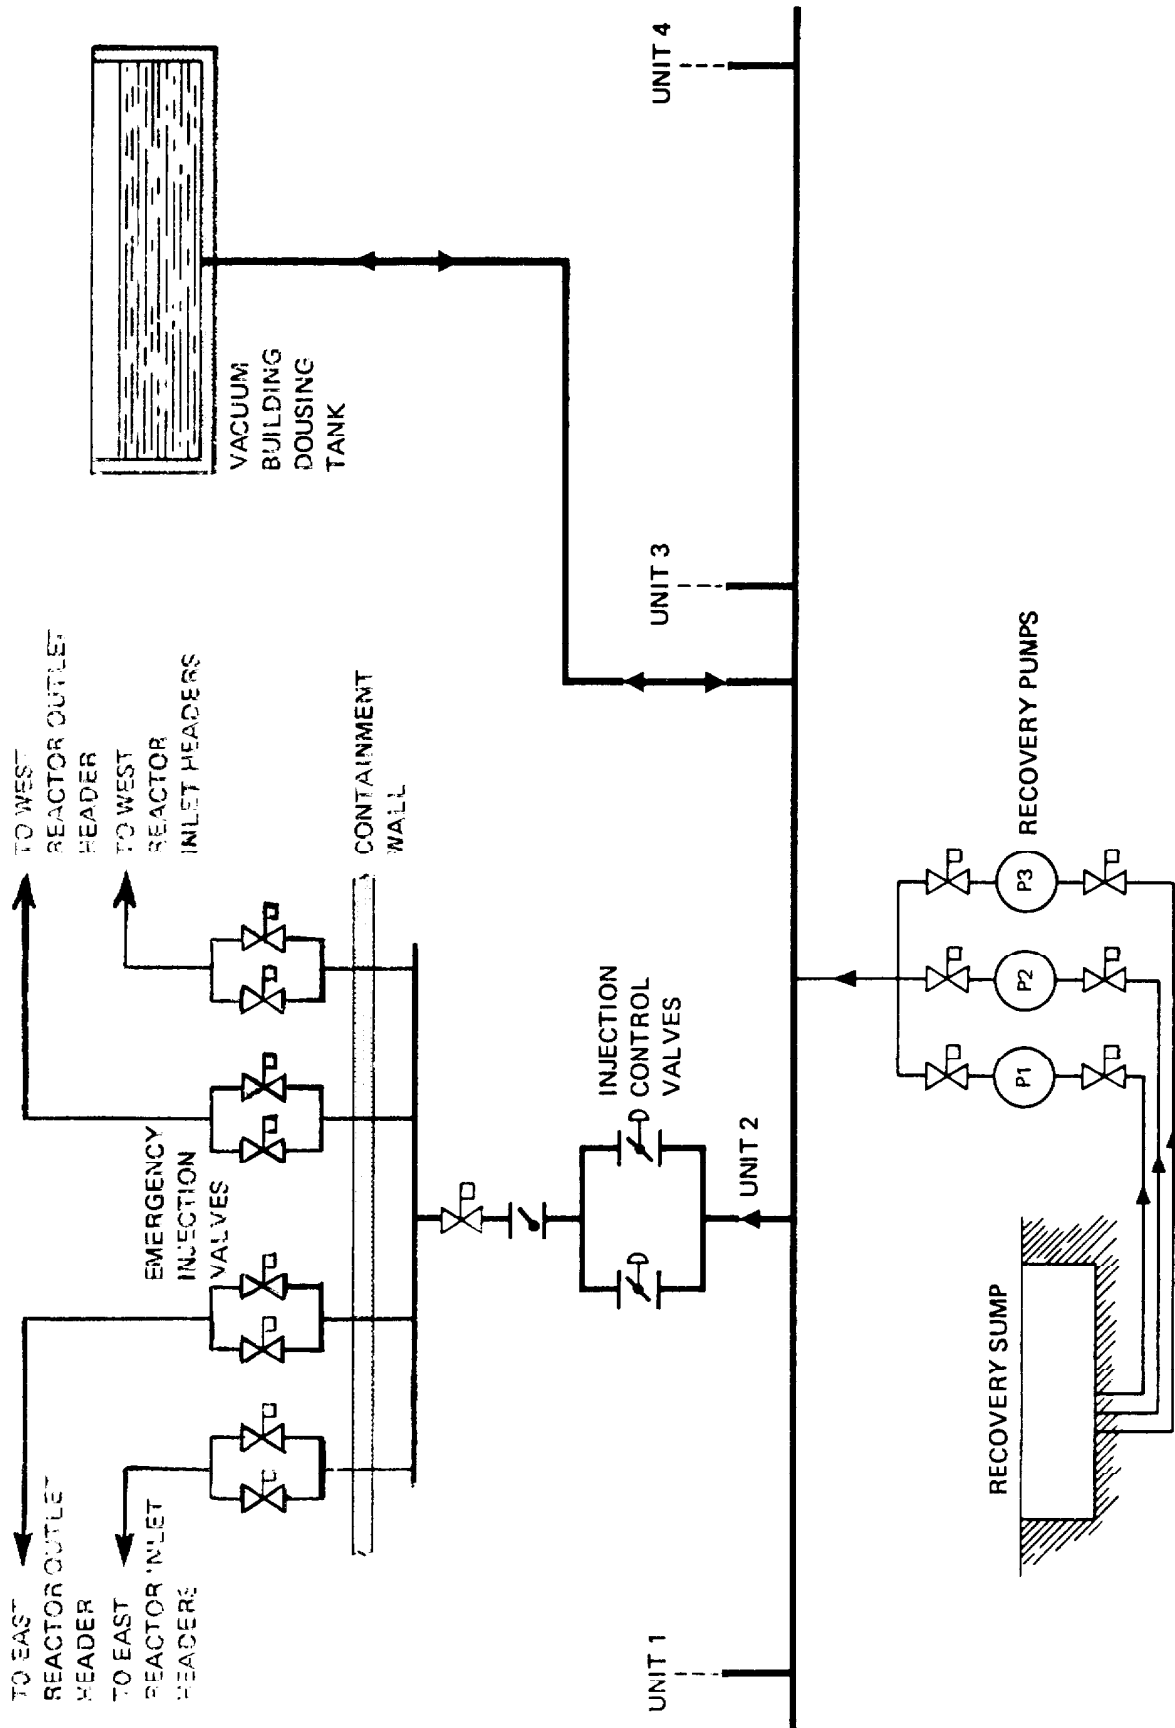 TO EAST
REACTOR OUTLET
HEADER
TO EAST
REACTOR INLET
HEADERS
EMERGENCY
INJECTION
VALVES
TO WEST
REACTOR OUTLET
HEADER
TO WEST
REACTOR
INLET HEADERS
CONTAINMENT
WALL
VACUUM
BUILDING
DOUSING
TANK
INJECTION
CONTROL
VALVES
UNIT 1
UNIT 2
UNIT 3
UNIT 4
RECOVERY SUMP
P1
P2
P3
RECOVERY PUMPS